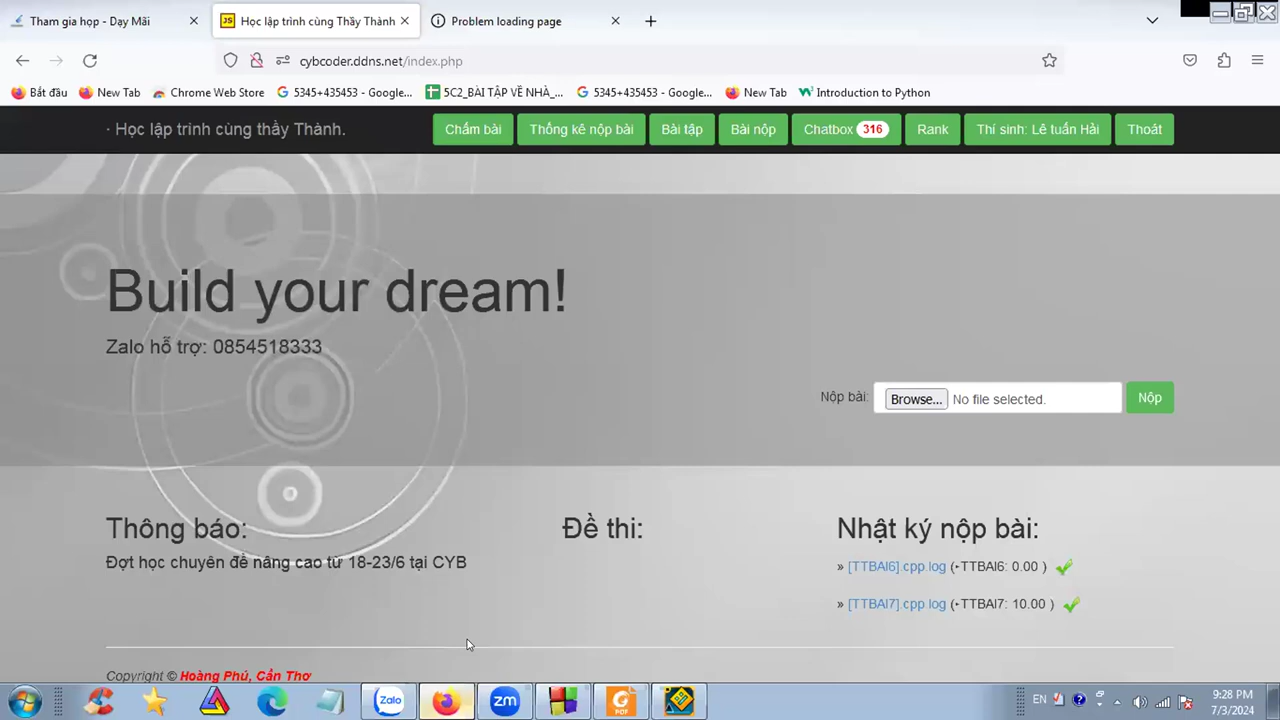 Tham gia họp - Dạy Mãi
JS Học lập trình cùng Thầy Thành
Problem loading page
cybcoder.ddns.net/index.php
Bắt đầu
New Tab
Chrome Web Store
5345+435453 - Google...
5C2_BÀI TẬP VỀ NHÀ_...
5345+435453 - Google...
New Tab
Introduction to Python
· Học lập trình cùng thầy Thành.
Chấm bài
Thống kê nộp bài
Bài tập
Bài nộp
Chatbox 316
Rank
Thí sinh: Lê tuấn Hải
Thoát
Build your dream!
Zalo hỗ trợ: 0854518333
Nộp bài: Browse... No file selected. Nộp
Thông báo:
Đợt học chuyên đề nâng cao từ 18-23/6 tại CYB
Đề thi:
Nhật ký nộp bài:
» [TTBAI6].cpp.log (‣TTBAI6: 0.00 )
» [TTBAI7].cpp.log (‣TTBAI7: 10.00 )
Copyright © Hoàng Phú, Cần Thơ
Zalo
zm
PDF
EN
9:28 PM
7/3/2024